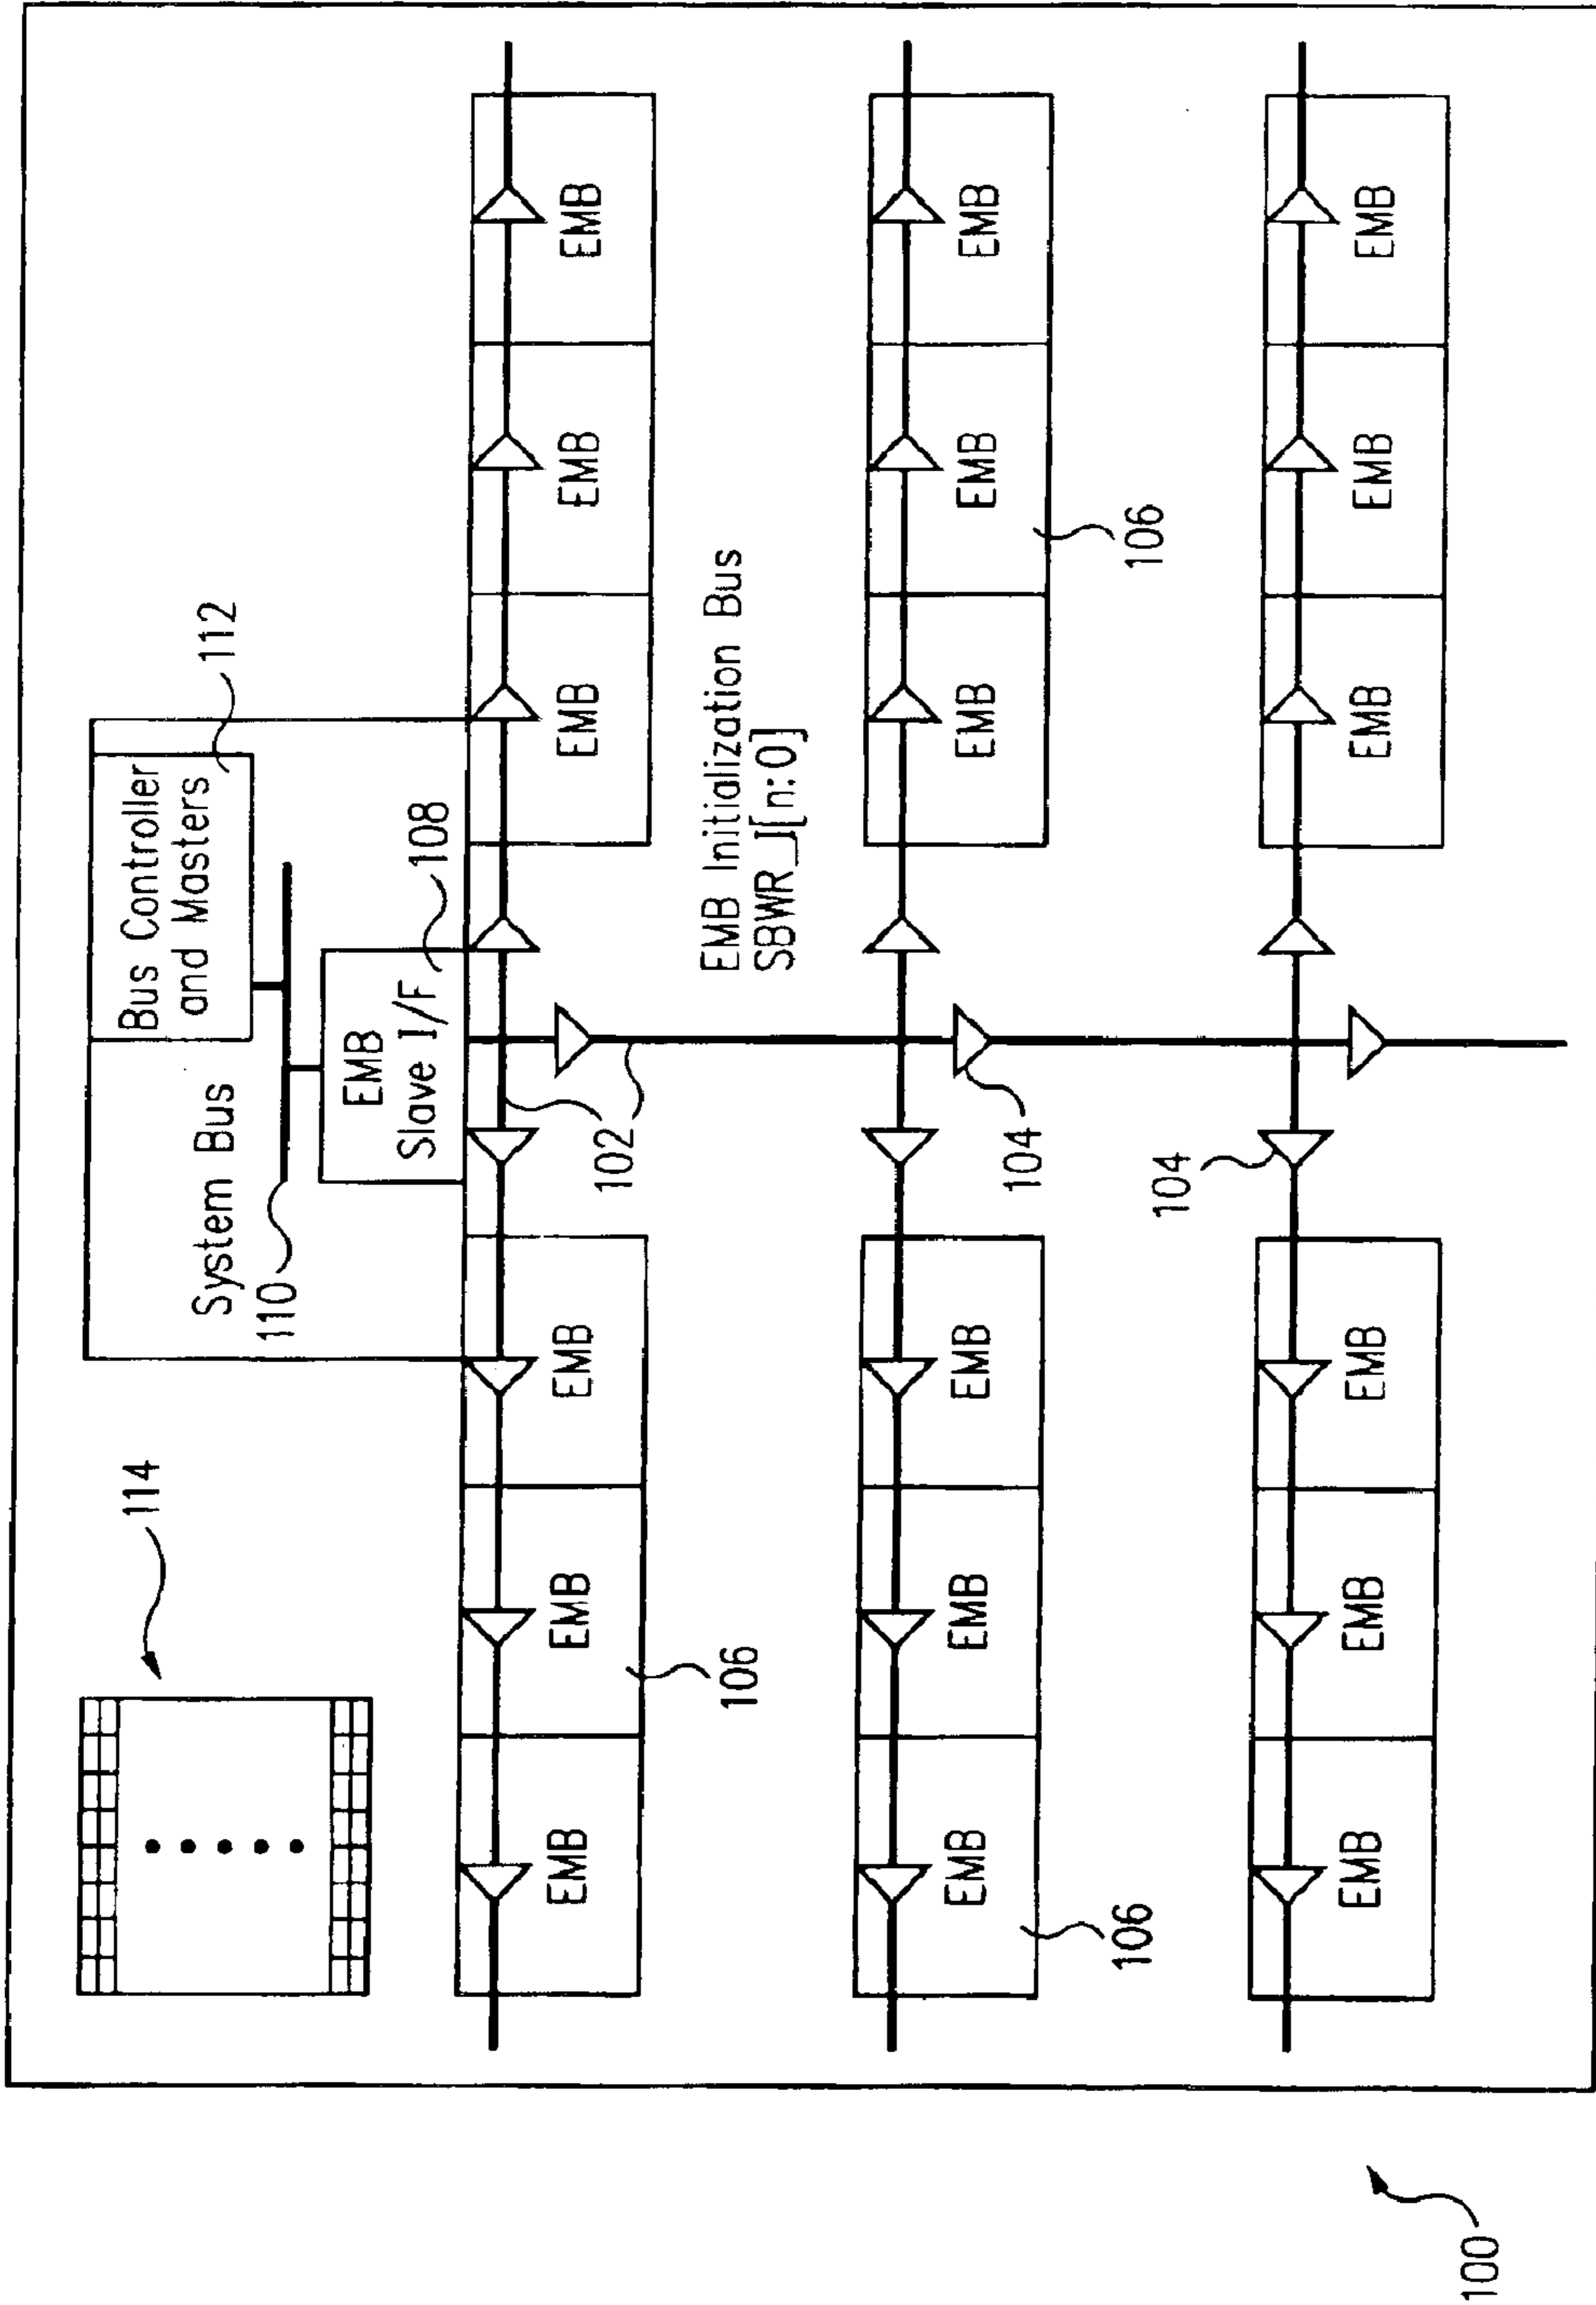 114
Bus Controller
and Masters
112
System Bus
110
EMB
Slave I/F
108
EMB
EMB
EMB
EMB
EMB
EMB
106
102
EMB Initialization Bus
SBWR_I[n:0]
EMB
EMB
EMB
EMB
EMB
EMB
106
104
106
104
EMB
EMB
EMB
EMB
EMB
EMB
100